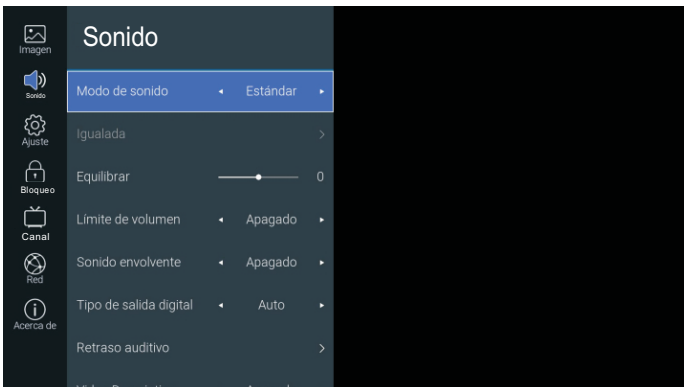 Imagen
Sonido
Ajuste
Bloqueo
Canal
Red
Acerca de
Sonido
Modo de sonido Estándar
Igualada
Equilibrar 0
Límite de volumen Apagado
Sonido envolvente Apagado
Tipo de salida digital Auto
Retraso auditivo